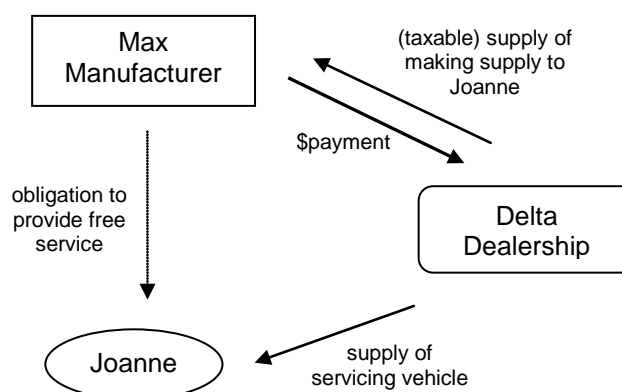 Max
Manufacturer
(taxable) supply of
making supply to
Joanne
$payment
obligation to
provide free
service
Delta
Dealership
Joanne
supply of
servicing vehicle